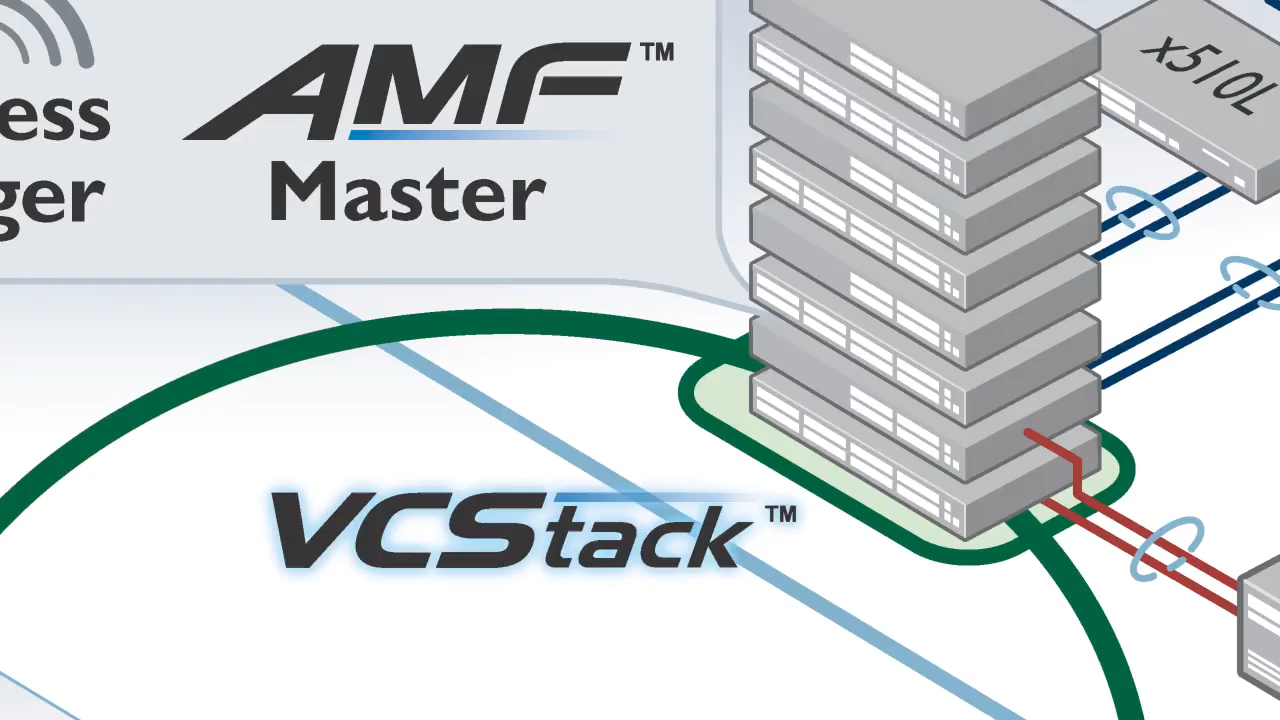 ess
ger
AMF™
Master
x510L
VCStack™